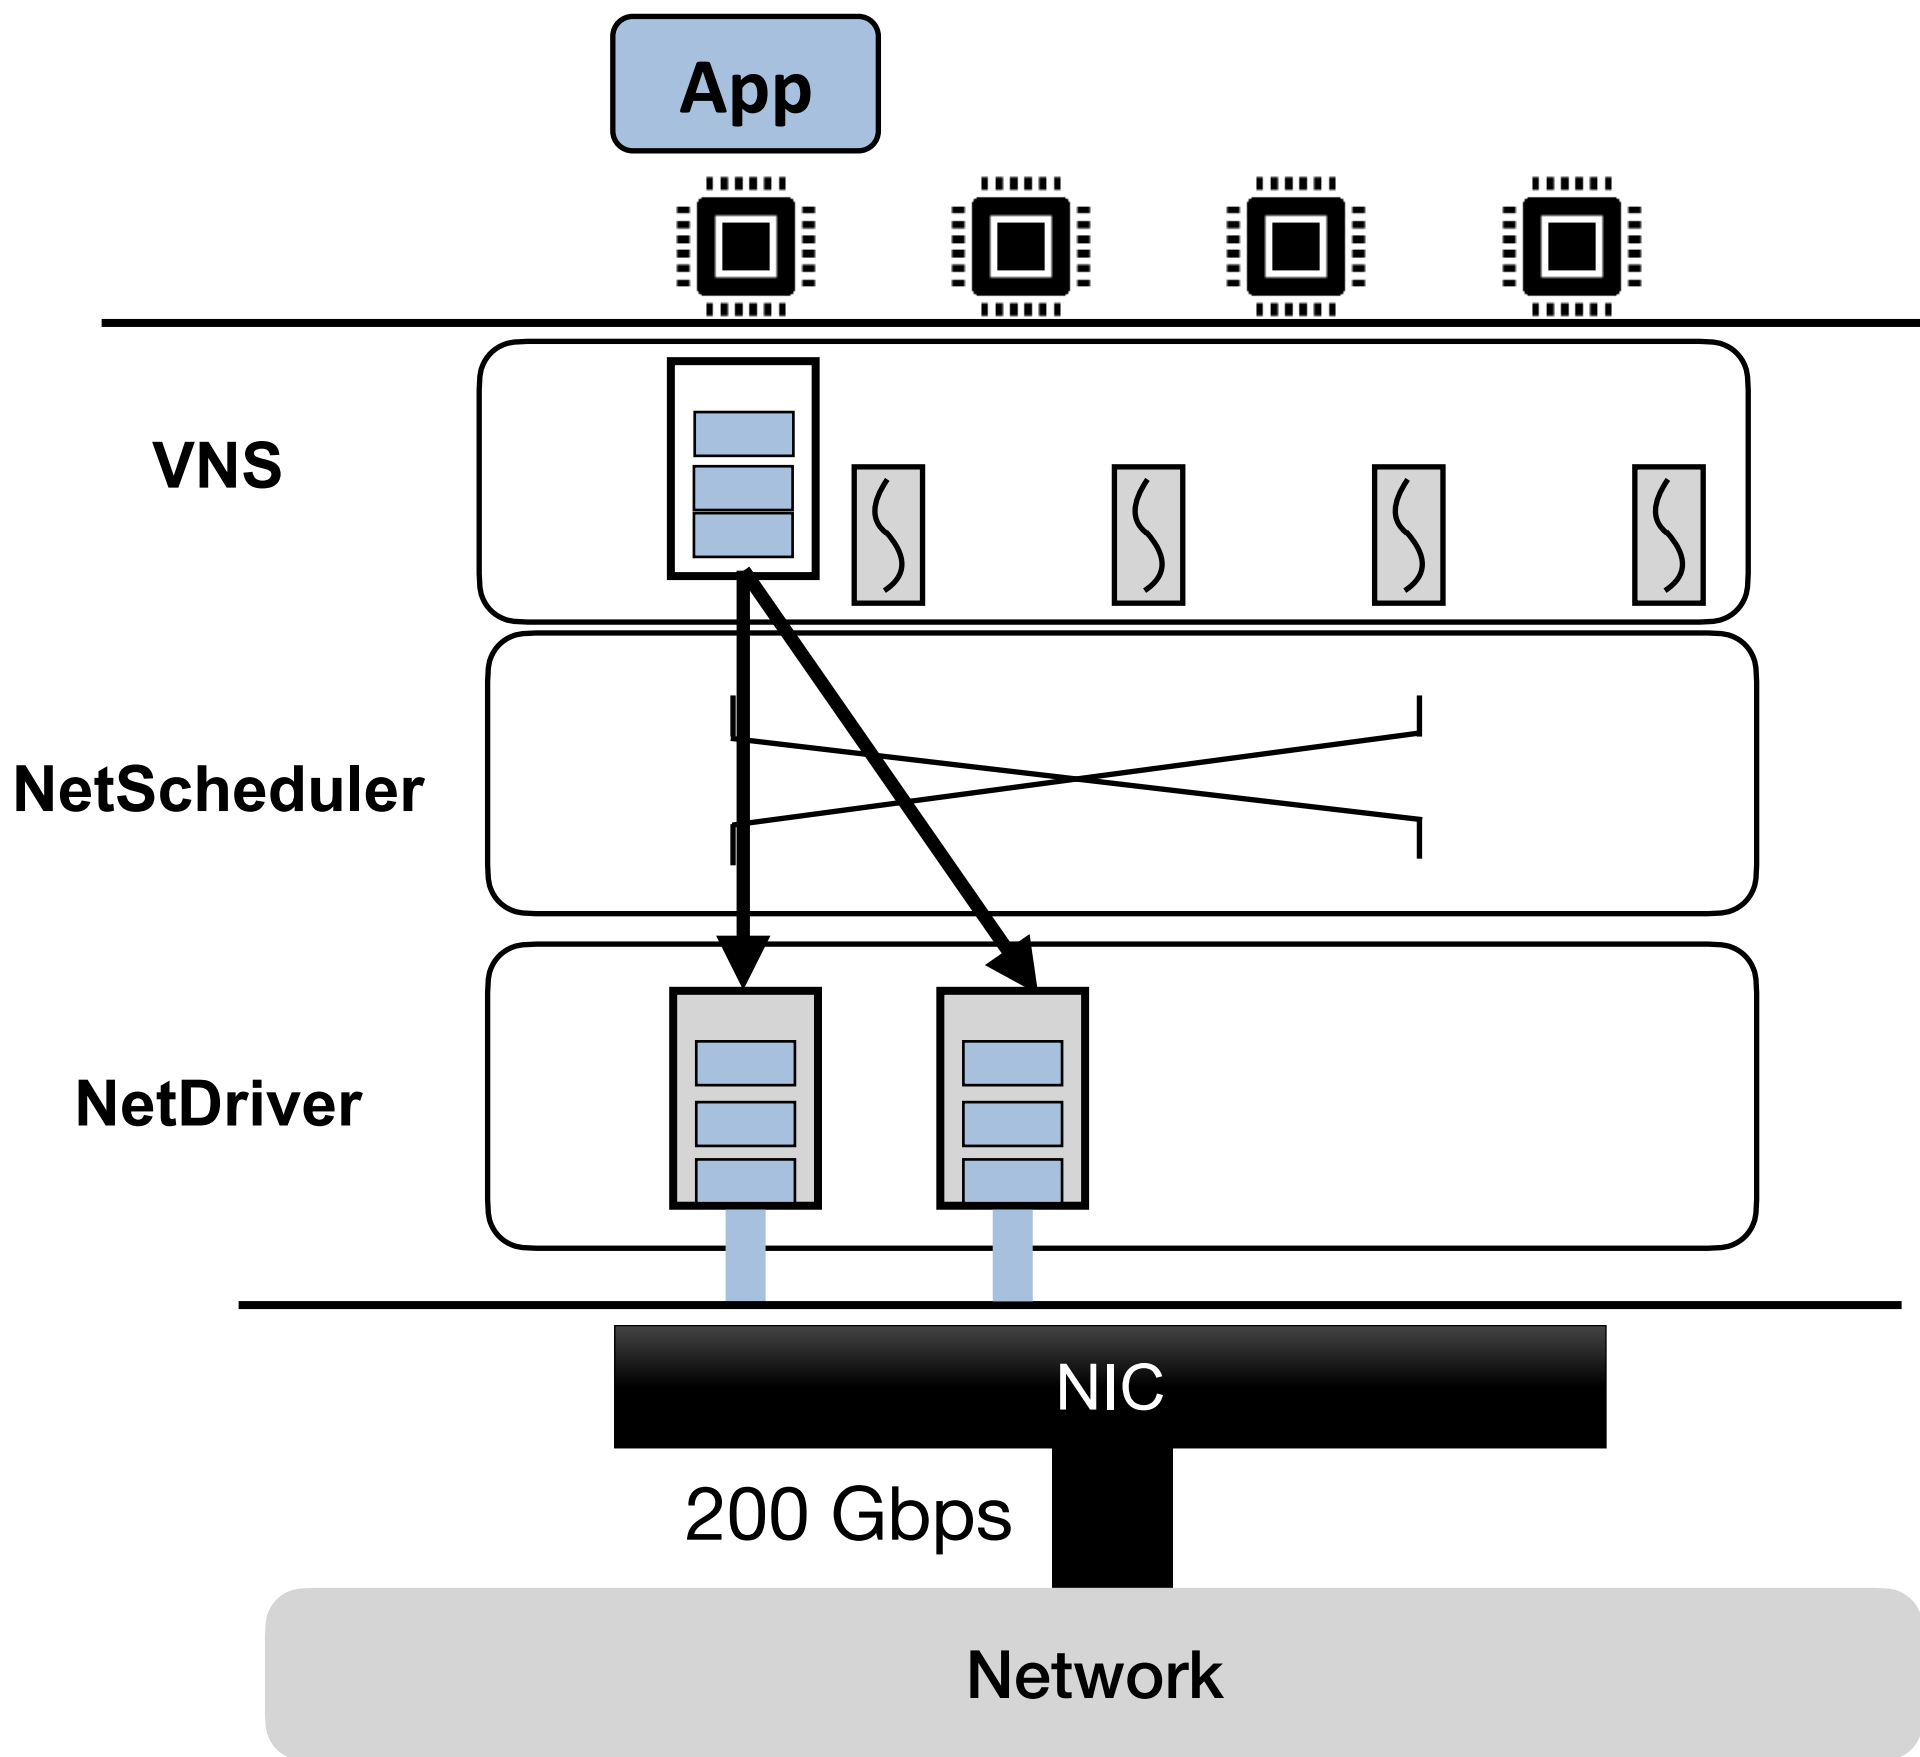 App
VNS
NetScheduler
NetDriver
NIC
200 Gbps
Network